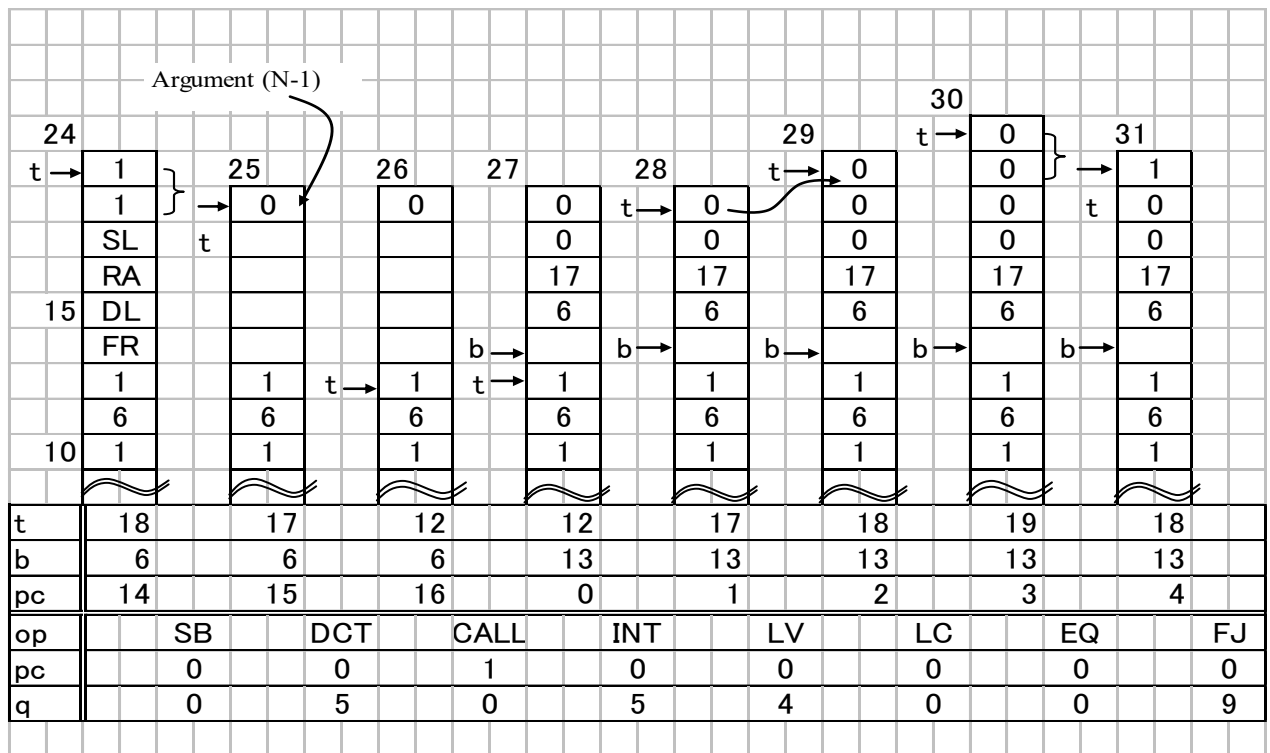 Argument (N-1)
30
24 29 t 0 31
t 1 25 26 27 28 t 0 0 1
1 0 0 0 t 0 0 0 t 0
SL t 0 0 0 0 0
RA 17 17 17 17 17
15 DL 6 6 6 6 6
FR b b b b b
1 1 t 1 t 1 1 1 1 1
6 6 6 6 6 6 6 6
10 1 1 1 1 1 1 1 1
t 18 17 12 12 17 18 19 18
b 6 6 6 13 13 13 13 13
pc 14 15 16 0 1 2 3 4
op SB DCT CALL INT LV LC EQ FJ
pc 0 0 1 0 0 0 0 0
q 0 5 0 5 4 0 0 9